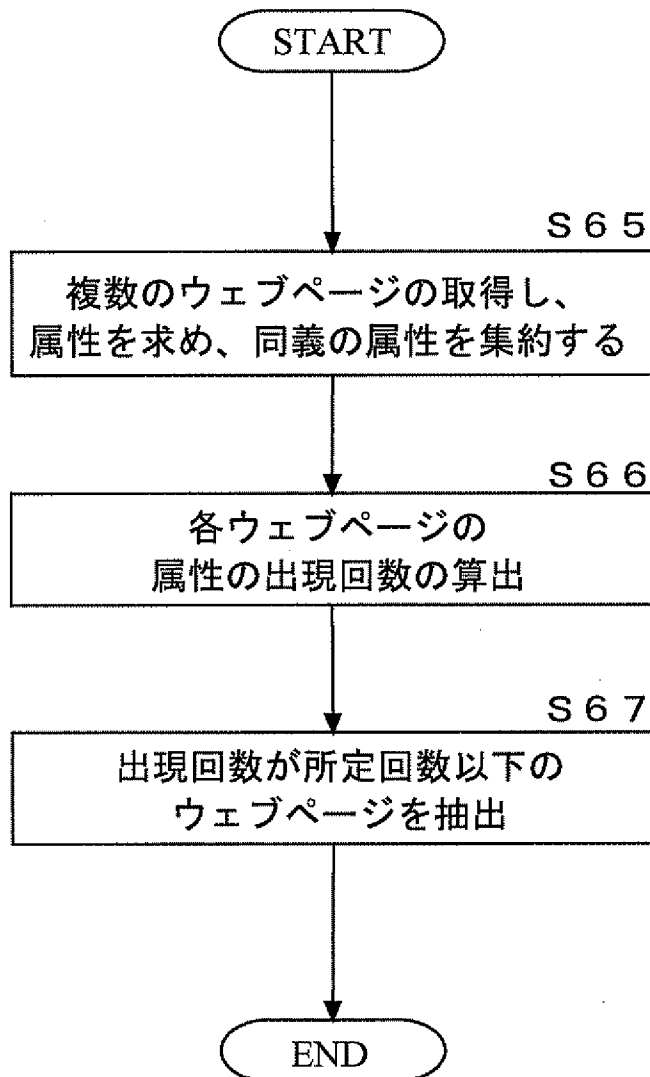 START
S65
複数のウェブページの取得し、
属性を求め、同義の属性を集約する
S66
各ウェブページの
属性の出現回数の算出
S67
出現回数が所定回数以下の
ウェブページを抽出
END